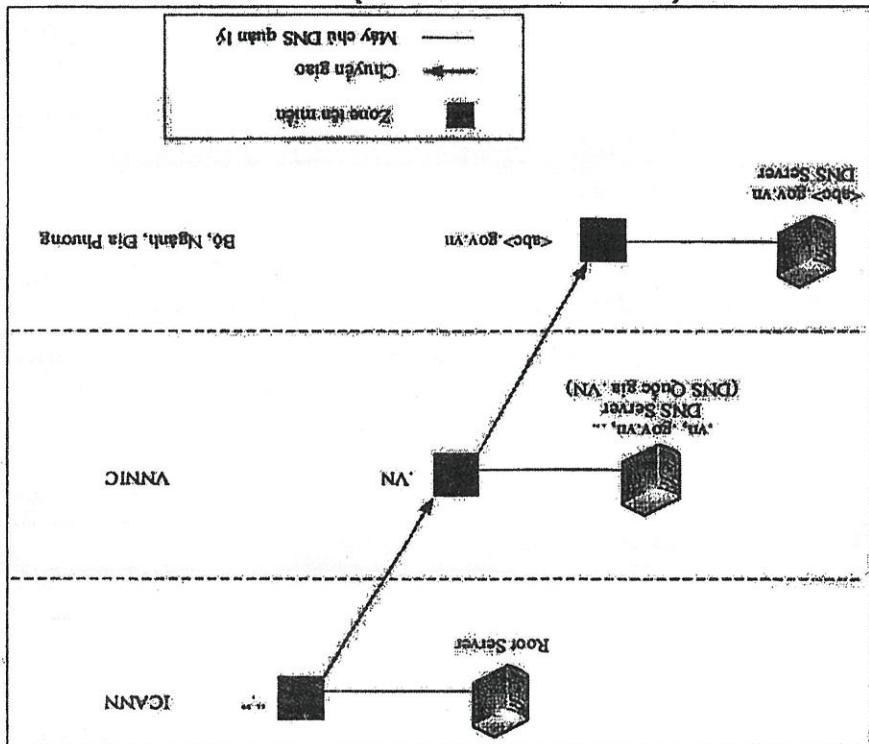 Root Server
"."
ICANN
.vn, .gov.vn, ...
DNS Server
(DNS Quốc gia .VN)
.VN
VNNIC
<abc>.gov.vn
DNS Server
<abc>.gov.vn
Bộ, Ngành, Địa Phương
Zone tên miền
Chuyển giao
Máy chủ DNS quản lý